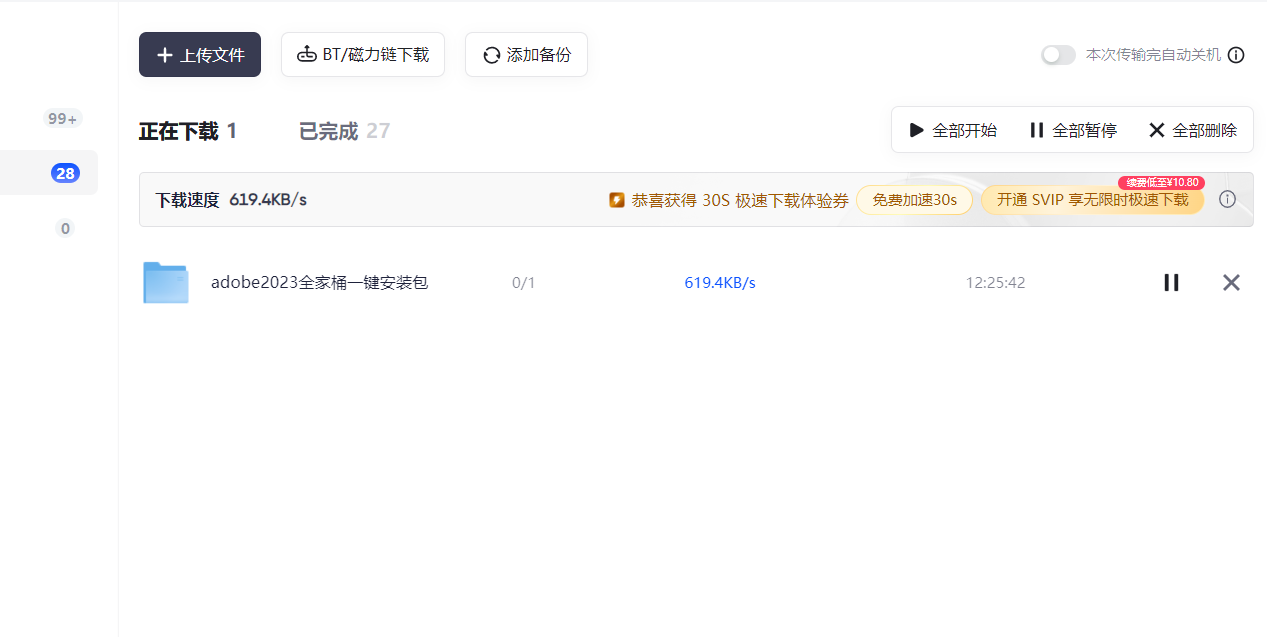 上传文件 BT/磁力链下载 添加备份 本次传输完自动关机
99+
正在下载 1 已完成 27 全部开始 全部暂停 全部删除
28
续费低至¥10.80
下载速度 619.4KB/s 恭喜获得 30S 极速下载体验券 免费加速30s 开通 SVIP 享无限时极速下载
0
adobe2023全家桶一键安装包 0/1 619.4KB/s 12:25:42